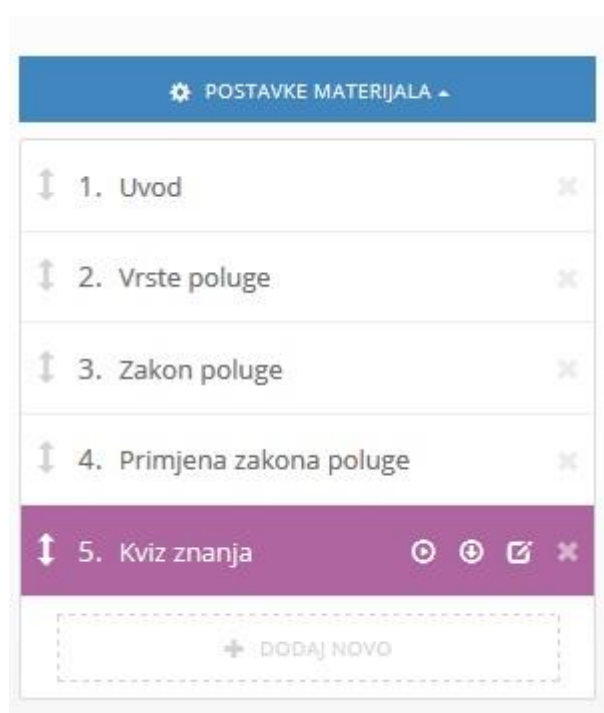 POSTAVKE MATERIJALA
1. Uvod
2. Vrste poluge
3. Zakon poluge
4. Primjena zakona poluge
5. Kviz znanja
DODAJ NOVO